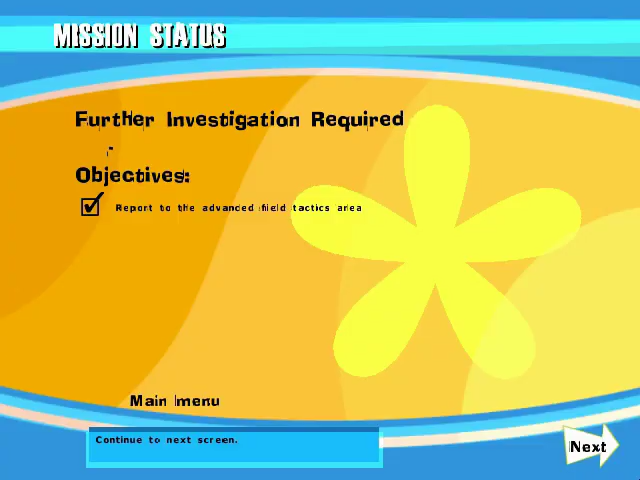 MISSION STATUS
Further Investigation Required
Objectives:
Report to the advanced field tactics area
Main menu
Continue to next screen.
Next